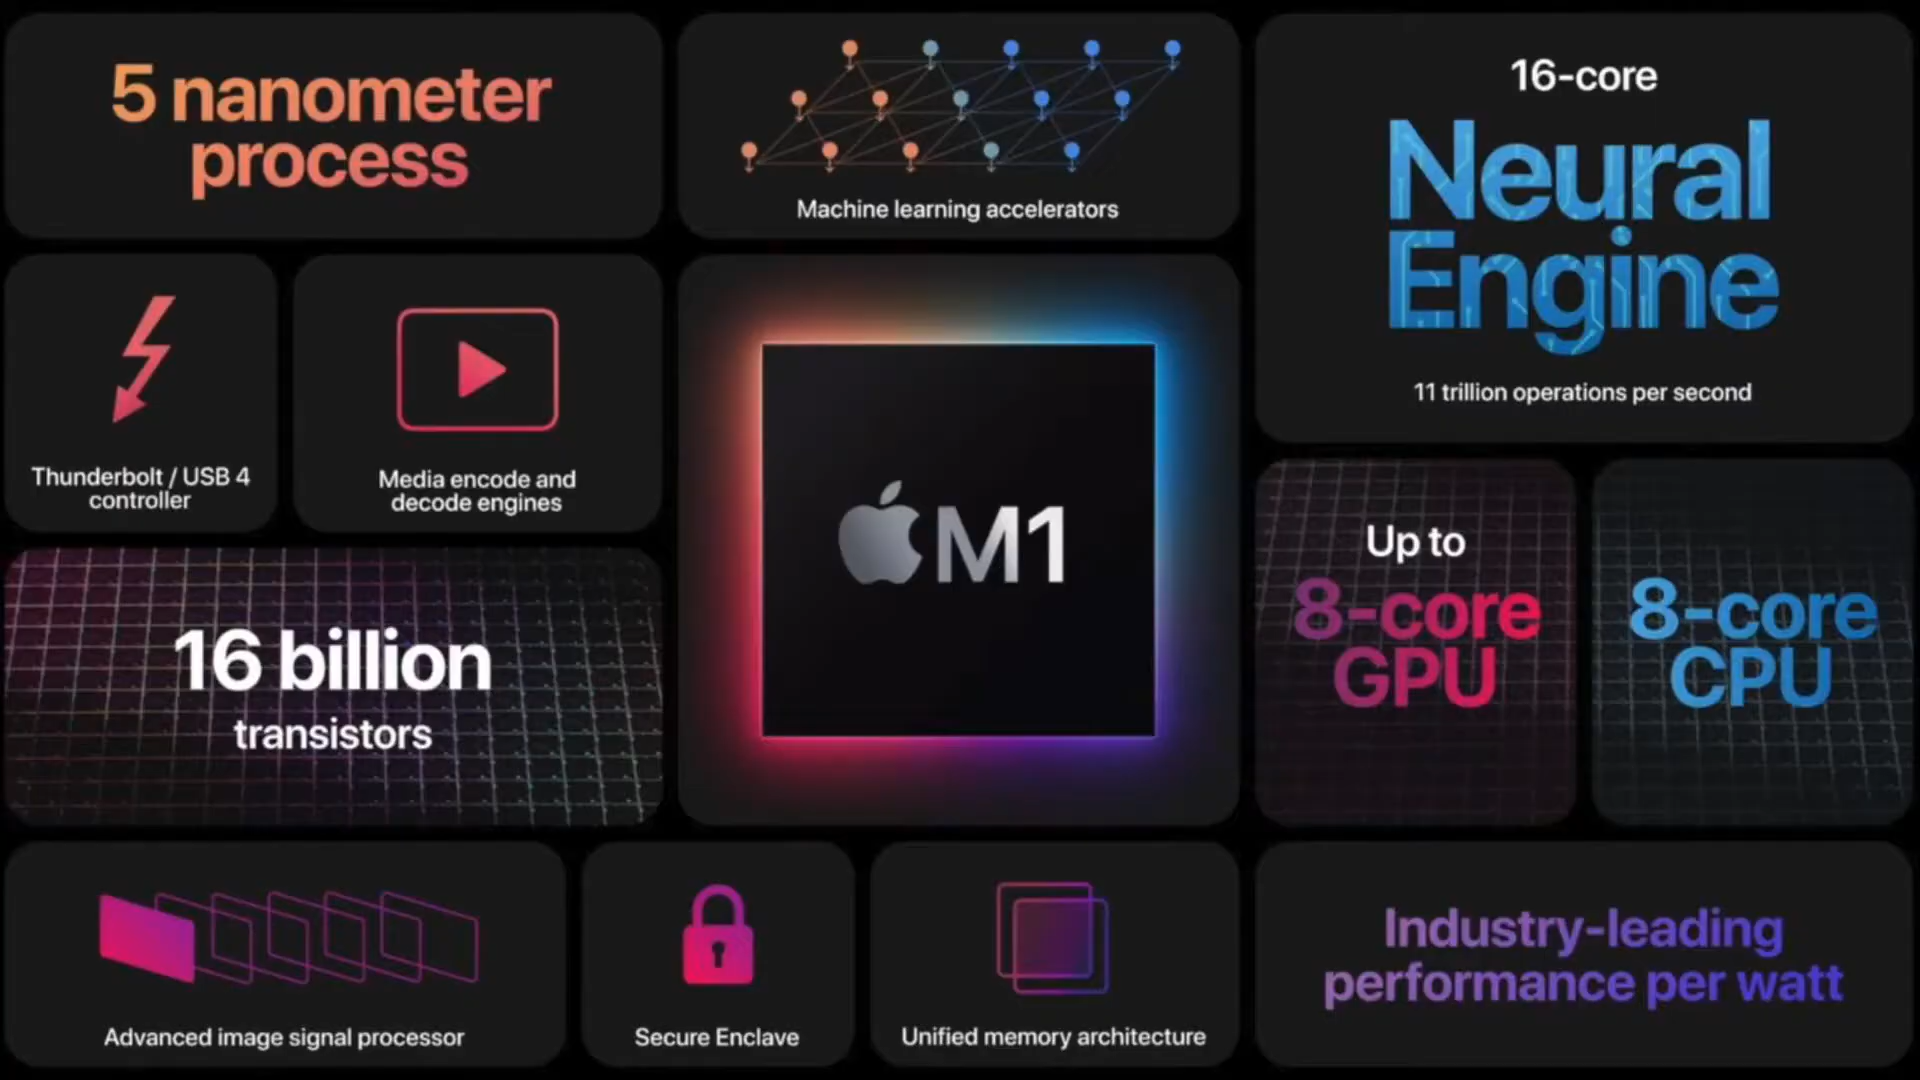 5 nanometer
process
Machine learning accelerators
16-core
Neural
Engine
11 trillion operations per second
Thunderbolt / USB 4
controller
Media encode and
decode engines
M1
Up to
8-core
GPU
8-core
CPU
16 billion
transistors
Advanced image signal processor
Secure Enclave
Unified memory architecture
Industry-leading
performance per watt